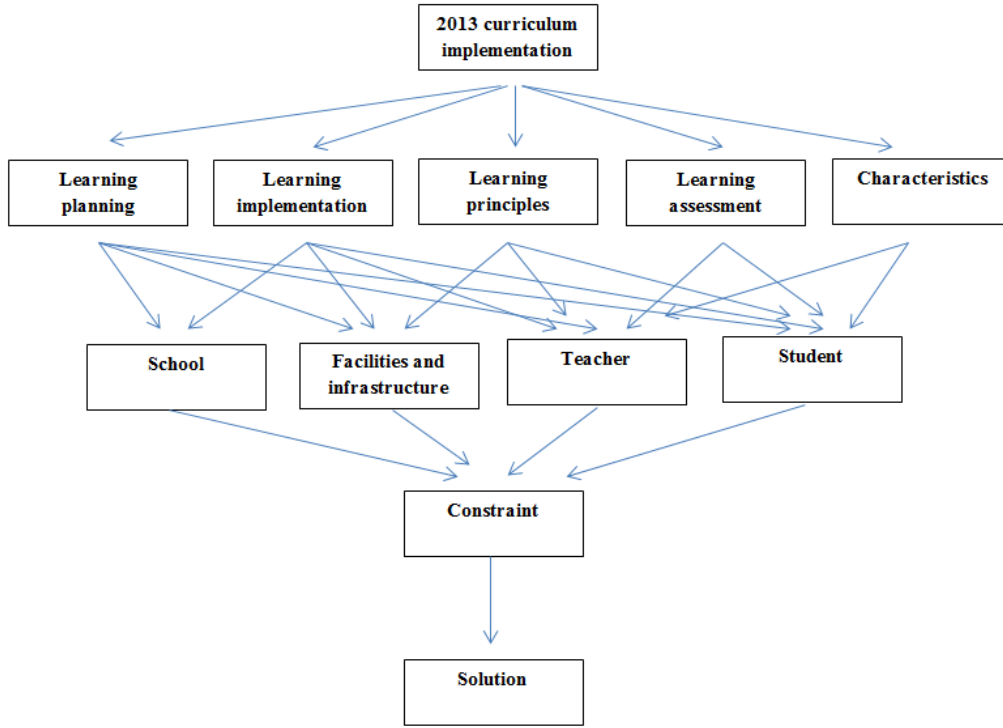 2013 curriculum
implementation
Learning
planning
Learning
implementation
Learning
principles
Learning
assessment
Characteristics
School
Facilities and
infrastructure
Teacher
Student
Constraint
Solution